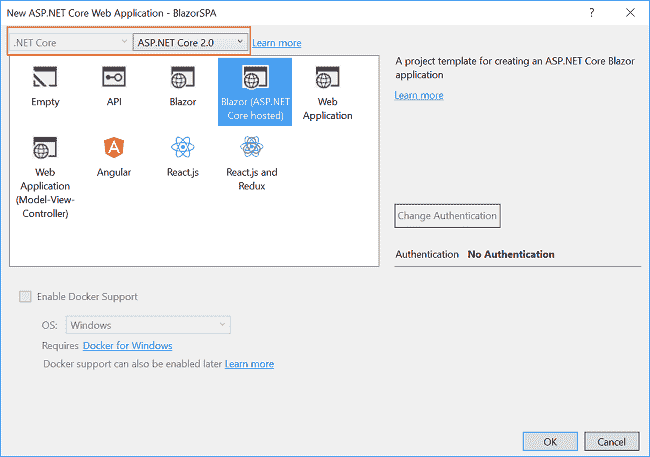 New ASP.NET Core Web Application - BlazorSPA
? 
.NET Core
ASP.NET Core 2.0
Learn more
Empty
API
Blazor
Blazor (ASP.NET
Core hosted)
Web
Application
Web
Application
(Model-View-
Controller)
Angular
React.js
React.js and
Redux
A project template for creating an ASP.NET Core Blazor
application
Learn more
Change Authentication
Authentication No Authentication
Enable Docker Support
OS: Windows
Requires Docker for Windows
Docker support can also be enabled later Learn more
OK
Cancel